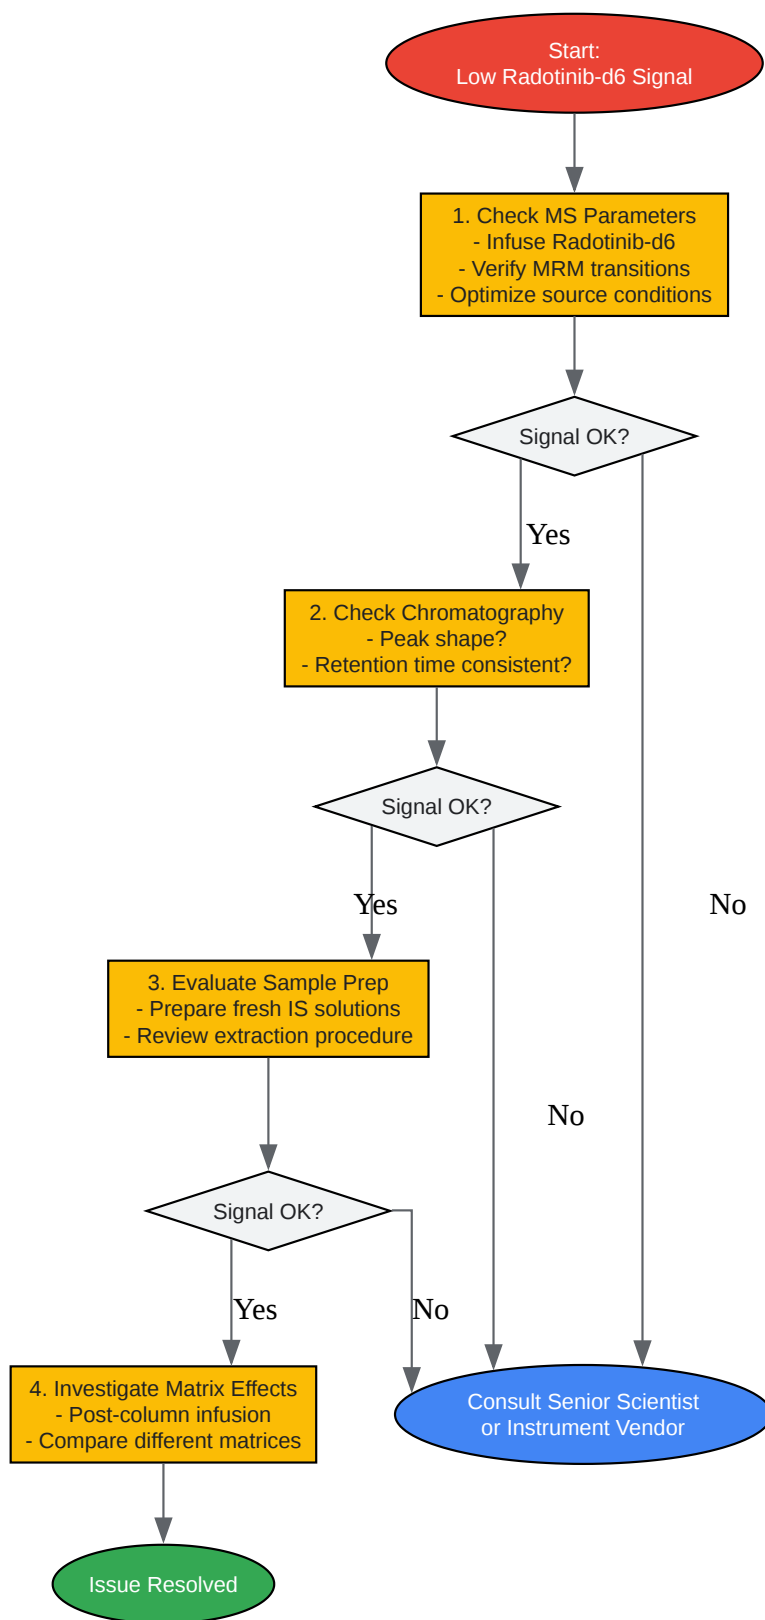 Start:
Low Radotinib-d6 Signal
1. Check MS Parameters
- Infuse Radotinib-d6
- Verify MRM transitions
- Optimize source conditions
Signal OK?
Yes
2. Check Chromatography
- Peak shape?
- Retention time consistent?
Signal OK?
Yes
No
3. Evaluate Sample Prep
- Prepare fresh IS solutions
- Review extraction procedure
No
Signal OK?
Yes
No
4. Investigate Matrix Effects
- Post-column infusion
- Compare different matrices
Consult Senior Scientist
or Instrument Vendor
Issue Resolved